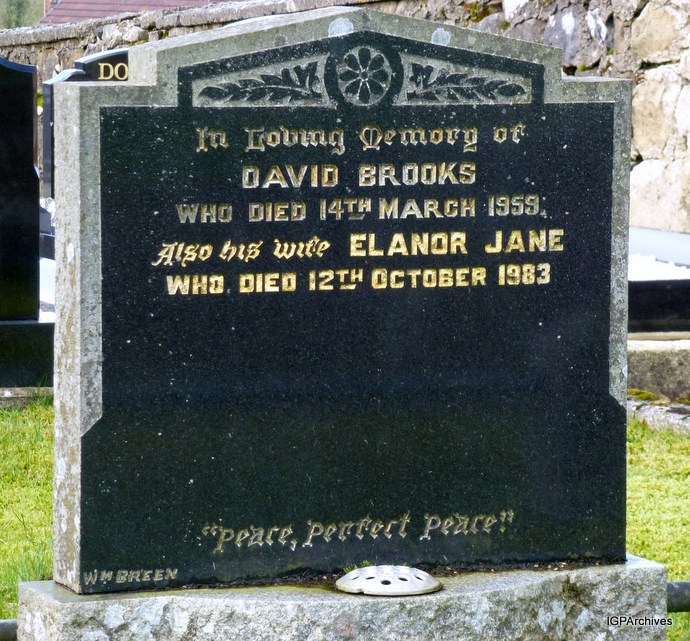 DO
In Loving Memory of
DAVID BROOKS
WHO DIED 14TH MARCH 1959.
Also his wife ELANOR JANE
WHO DIED 12TH OCTOBER 1983
"Peace, Perfect Peace"
WM BREEN
IGPArchives